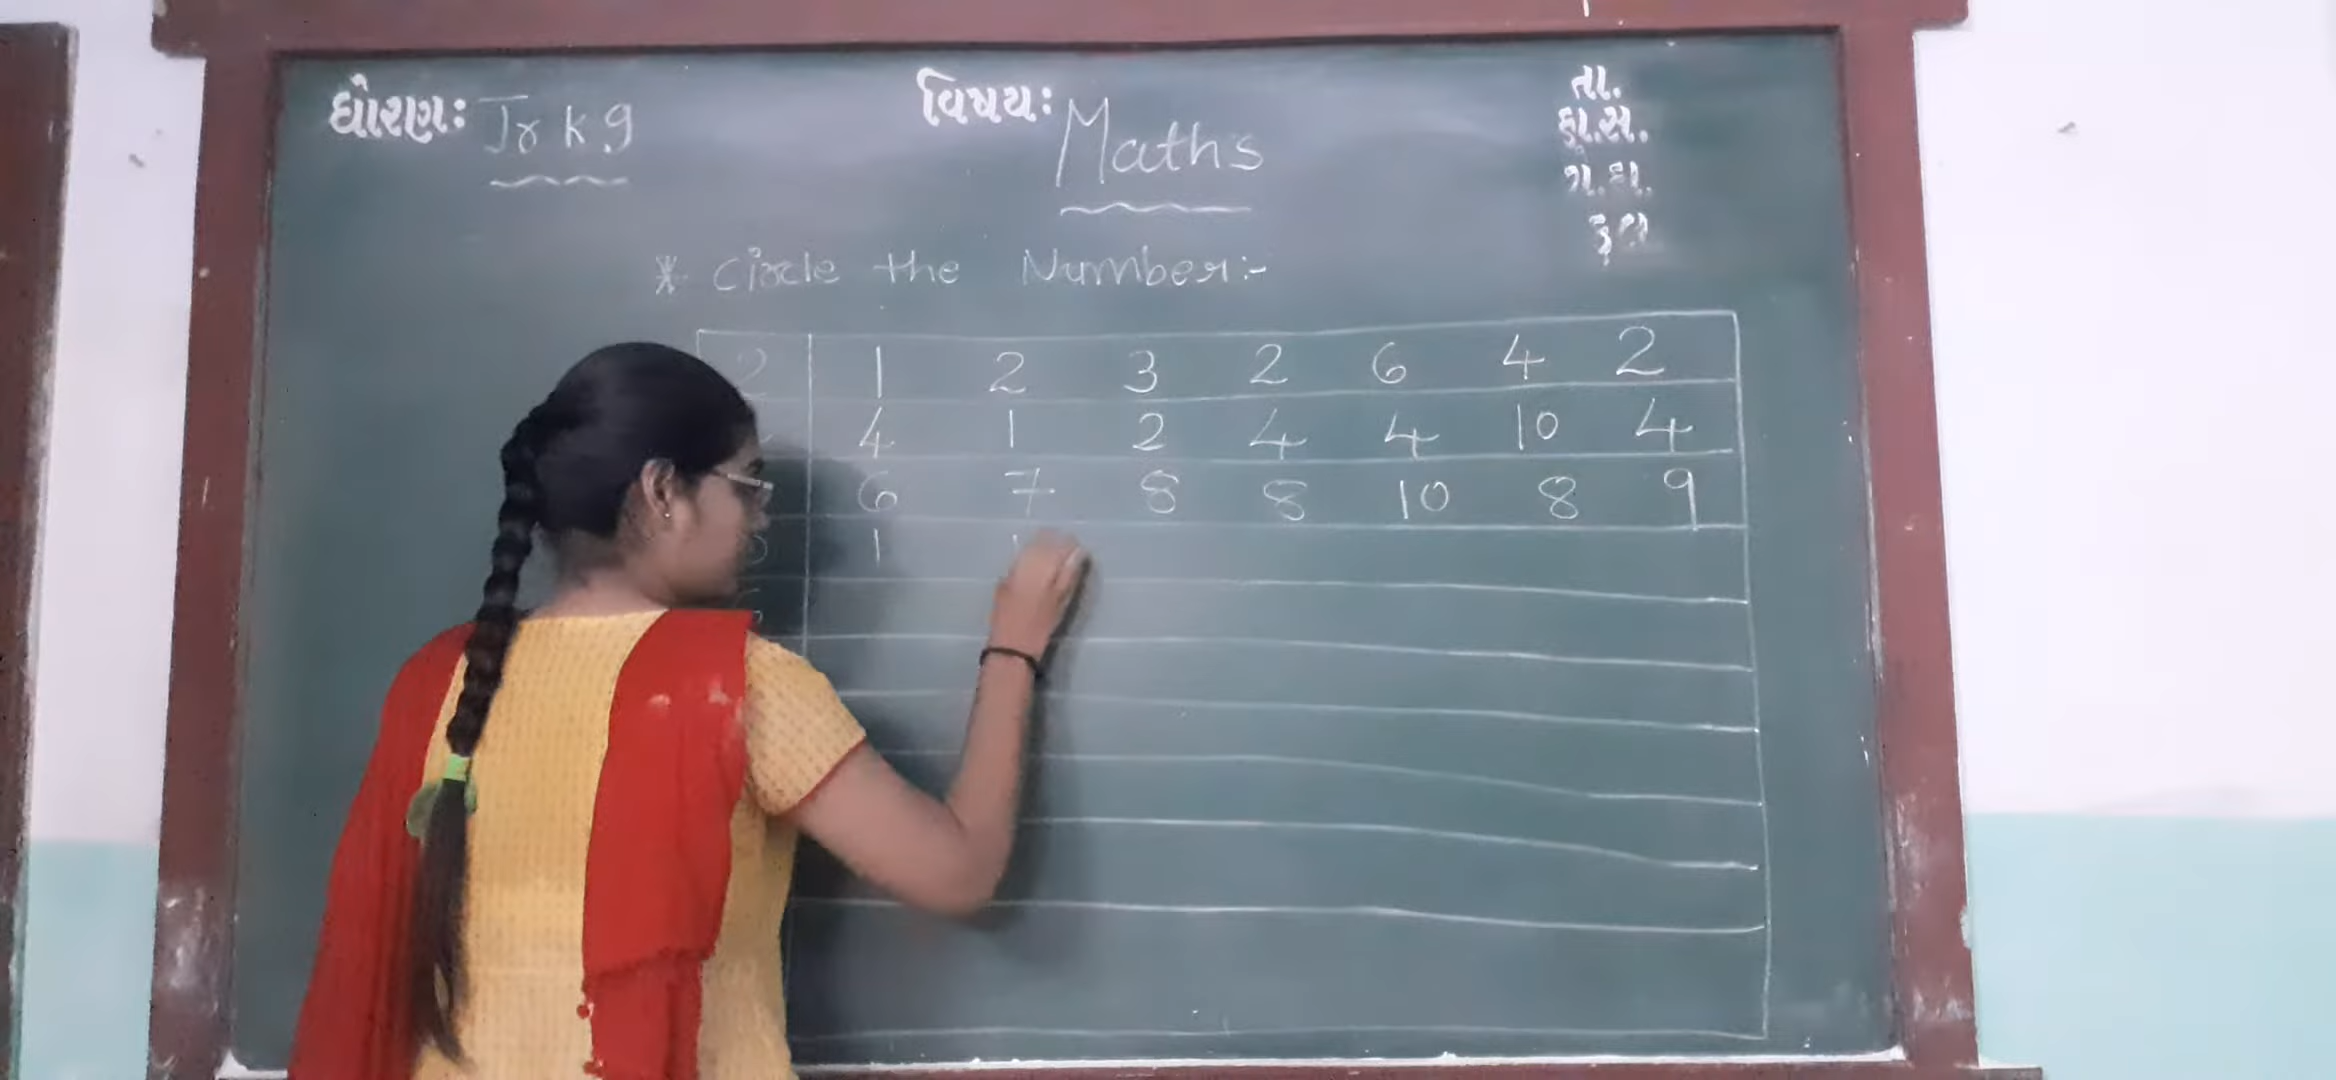 ધોરણ: Jr kg
વિષય: Maths
તા.
કુ.સ.
ગે.હા.
કુલ
* Circle the Number:-
2 1 2 3 2 6 4 2
4 1 2 4 4 10 4
6 7 8 8 10 8 9
1